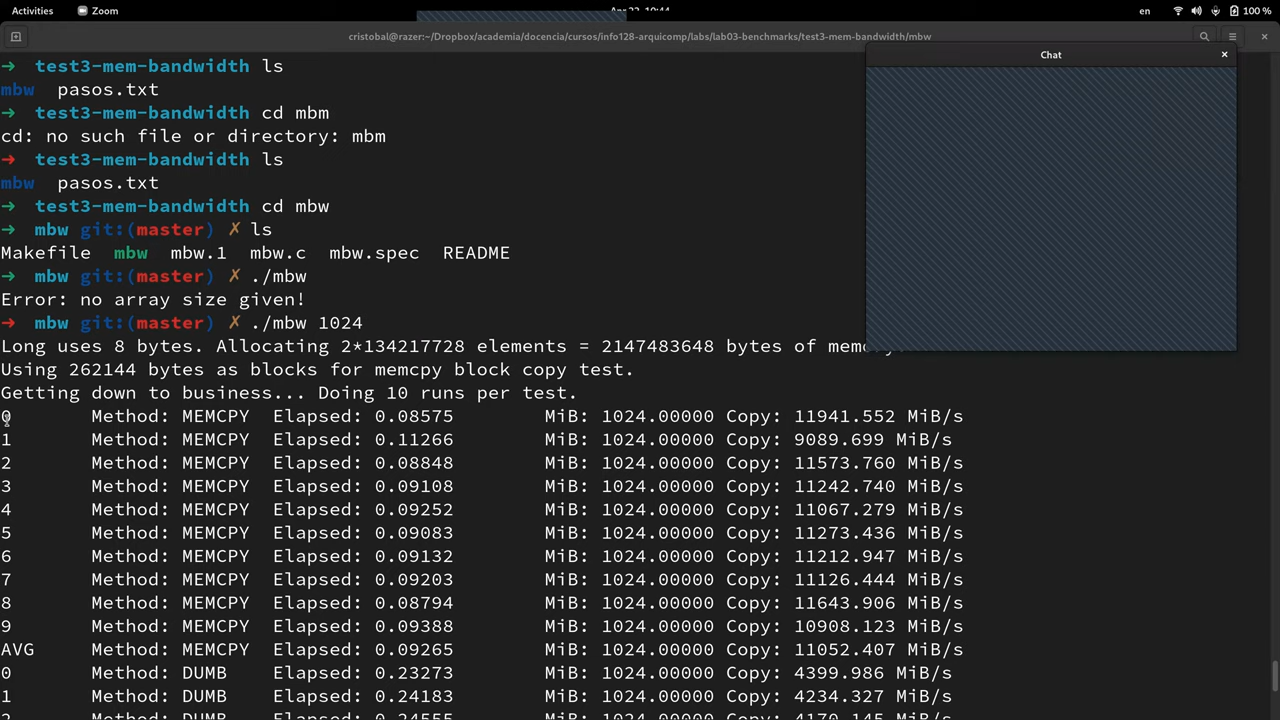 Activities Zoom en 100 %
cristobal@razer:~/Dropbox/academia/docencia/cursos/info128-arquicomp/labs/lab03-benchmarks/test3-mem-bandwidth/mbw
Chat
→ test3-mem-bandwidth ls
mbw pasos.txt
→ test3-mem-bandwidth cd mbm
cd: no such file or directory: mbm
→ test3-mem-bandwidth ls
mbw pasos.txt
→ test3-mem-bandwidth cd mbw
→ mbw git:(master) ✗ ls
Makefile mbw mbw.1 mbw.c mbw.spec README
→ mbw git:(master) ✗ ./mbw
Error: no array size given!
→ mbw git:(master) ✗ ./mbw 1024
Long uses 8 bytes. Allocating 2*134217728 elements = 2147483648 bytes of memory.
Using 262144 bytes as blocks for memcpy block copy test.
Getting down to business... Doing 10 runs per test.
0 Method: MEMCPY Elapsed: 0.08575 MiB: 1024.00000 Copy: 11941.552 MiB/s
1 Method: MEMCPY Elapsed: 0.11266 MiB: 1024.00000 Copy: 9089.699 MiB/s
2 Method: MEMCPY Elapsed: 0.08848 MiB: 1024.00000 Copy: 11573.760 MiB/s
3 Method: MEMCPY Elapsed: 0.09108 MiB: 1024.00000 Copy: 11242.740 MiB/s
4 Method: MEMCPY Elapsed: 0.09252 MiB: 1024.00000 Copy: 11067.279 MiB/s
5 Method: MEMCPY Elapsed: 0.09083 MiB: 1024.00000 Copy: 11273.436 MiB/s
6 Method: MEMCPY Elapsed: 0.09132 MiB: 1024.00000 Copy: 11212.947 MiB/s
7 Method: MEMCPY Elapsed: 0.09203 MiB: 1024.00000 Copy: 11126.444 MiB/s
8 Method: MEMCPY Elapsed: 0.08794 MiB: 1024.00000 Copy: 11643.906 MiB/s
9 Method: MEMCPY Elapsed: 0.09388 MiB: 1024.00000 Copy: 10908.123 MiB/s
AVG Method: MEMCPY Elapsed: 0.09265 MiB: 1024.00000 Copy: 11052.407 MiB/s
0 Method: DUMB Elapsed: 0.23273 MiB: 1024.00000 Copy: 4399.986 MiB/s
1 Method: DUMB Elapsed: 0.24183 MiB: 1024.00000 Copy: 4234.327 MiB/s
2 Method: DUMB Elapsed: 0.24555 MiB: 1024.00000 Copy: 4170.145 MiB/s